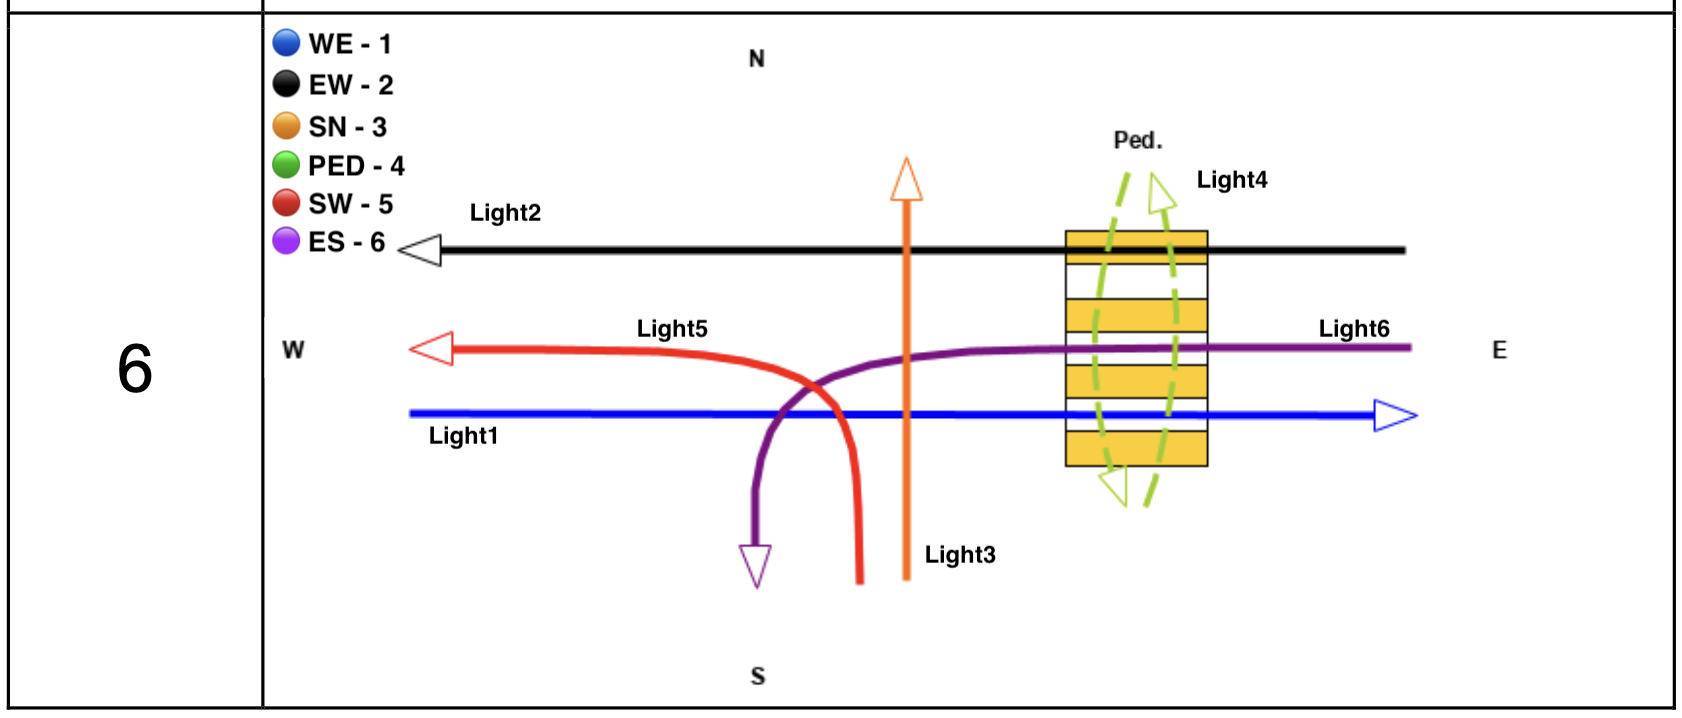 6
WE - 1
EW - 2
SN - 3
PED - 4
SW - 5
ES - 6
N
Ped.
Light4
Light2
Light5
Light6
W
E
Light1
Light3
S